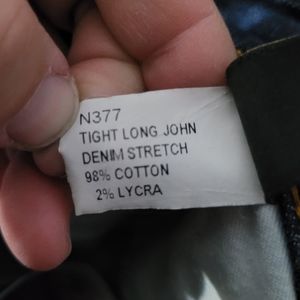 N377
TIGHT LONG JOHN
DENIM STRETCH
98% COTTON
2% LYCRA